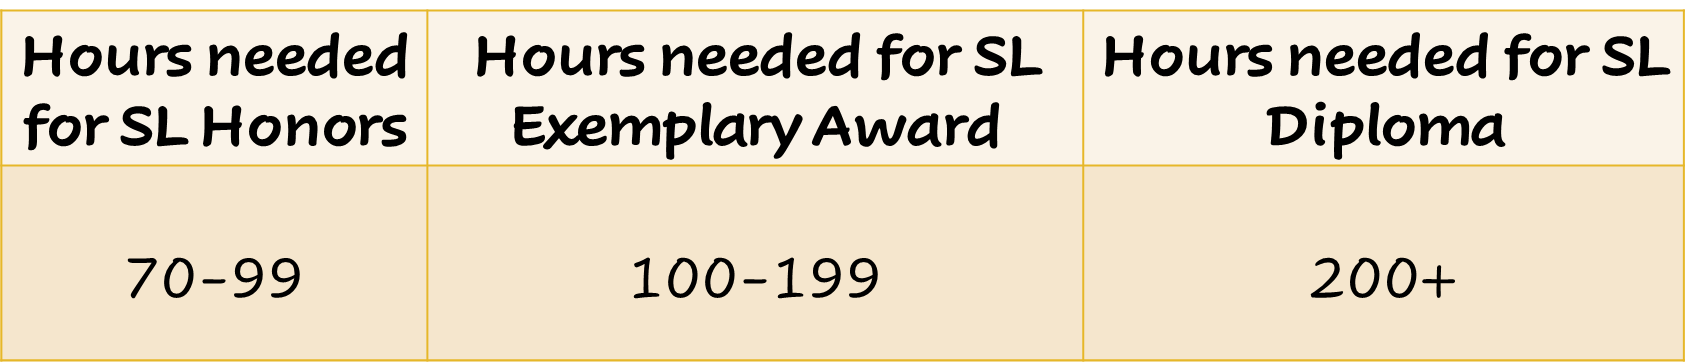 Hours needed
for SL Honors
Hours needed for SL
Exemplary Award
Hours needed for SL
Diploma
70-99
100-199
200+